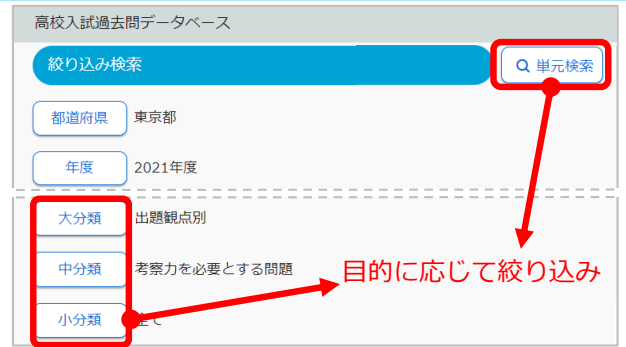 高校入試過去問データベース
絞り込み検索
単元検索
都道府県 東京都
年度 2021年度
大分類 出題観点別
中分類 考察力を必要とする問題
目的に応じて絞り込み
小分類 全て